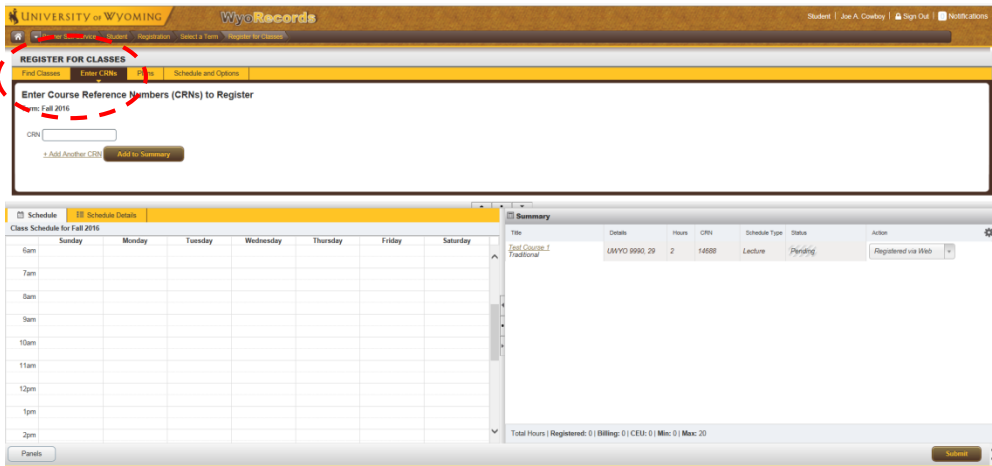 UNIVERSITY OF WYOMING
WyoRecords
Student | Joe A. Cowboy | Sign Out | Notifications
Student Registration Select a Term Register for Classes
REGISTER FOR CLASSES
Find Classes Enter CRNs Plans Schedule and Options
Enter Course Reference Numbers (CRNs) to Register
Term: Fall 2016
CRN
+ Add Another CRN Add to Summary
Schedule Schedule Details
Class Schedule for Fall 2016
Sunday Monday Tuesday Wednesday Thursday Friday Saturday
6am
7am
8am
9am
10am
11am
12pm
1pm
2pm
Summary
Title Details Hours CRN Schedule Type Status Action
Test Course 1 UWYO 9990, 29 2 14688 Lecture Pending Registered via Web
Traditional
Total Hours | Registered: 0 | Billing: 0 | CEU: 0 | Min: 0 | Max: 20
Panels Submit